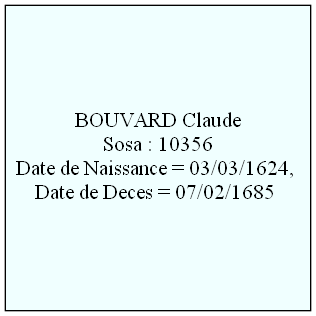 BOUVARD Claude
Sosa : 10356
Date de Naissance = 03/03/1624,
Date de Deces = 07/02/1685